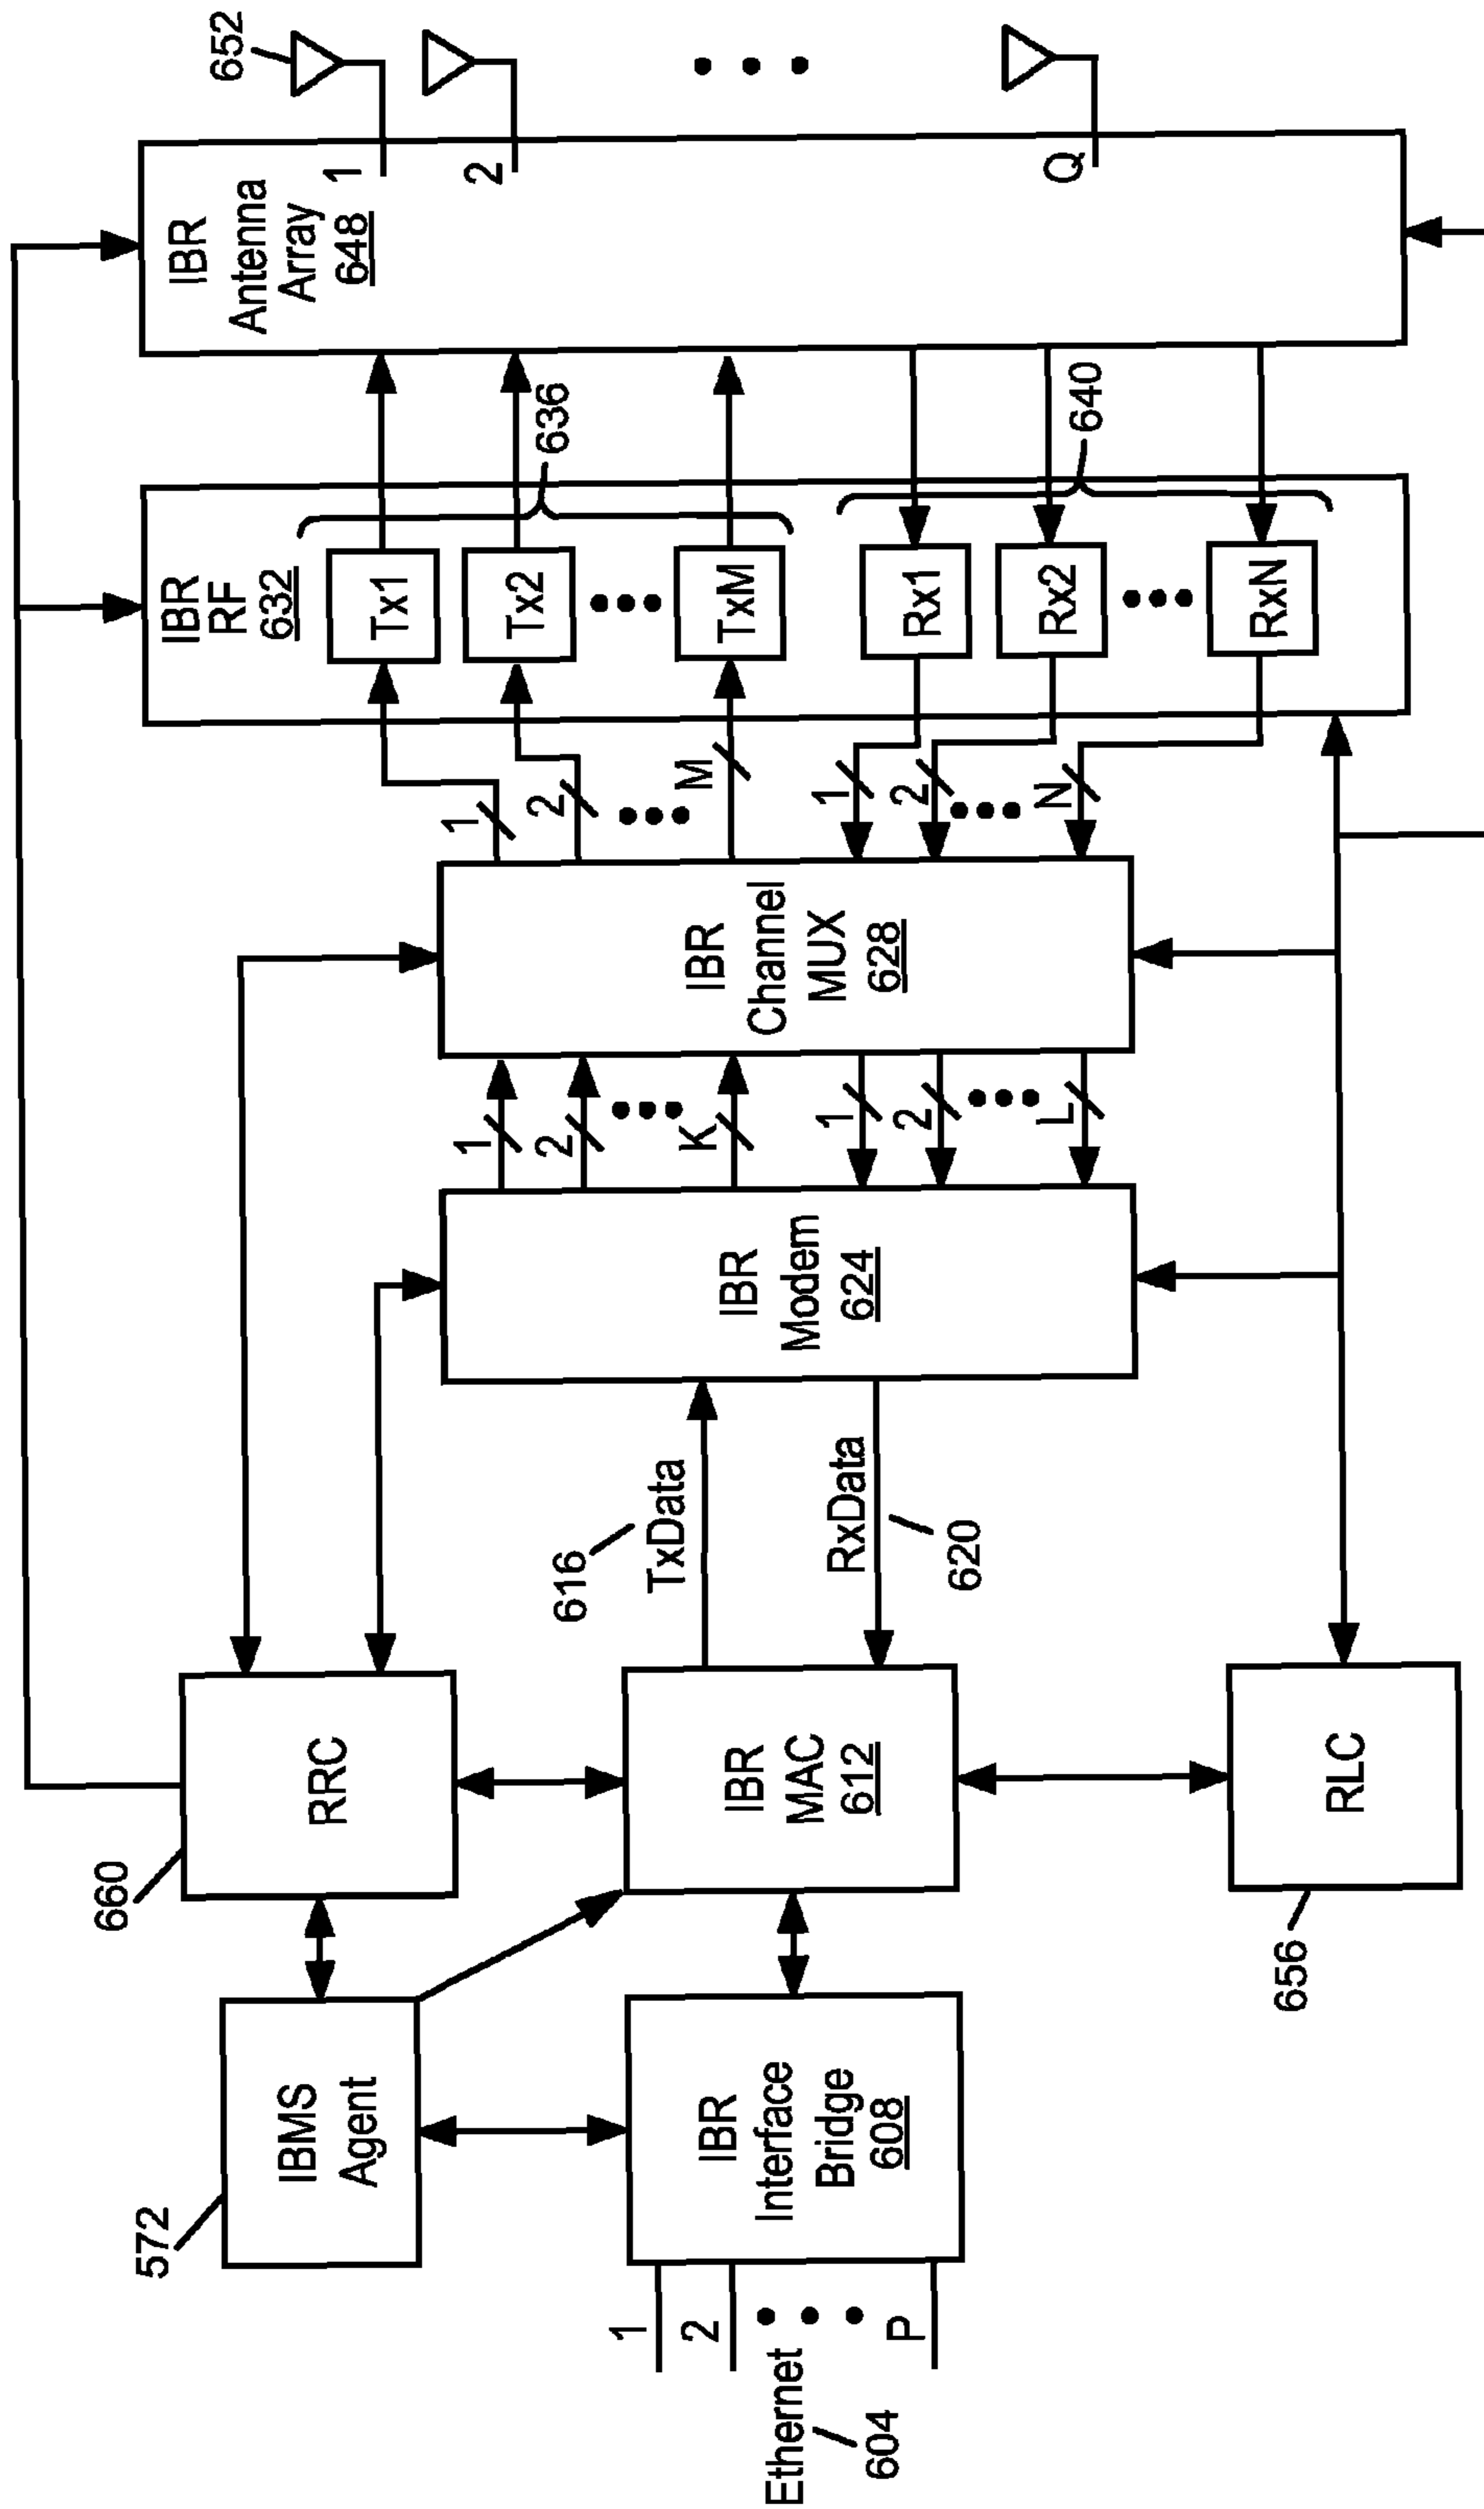 572
IBMS
Agent
660
RRC
IBR
RF
632
IBR
Antenna
Array
648
652
1
2
Q
Tx1
Tx2
TxM
636
Rx1
Rx2
RxN
640
IBR
Channel
MUX
628
1
2
M
1
2
N
IBR
Modem
624
1
2
K
1
2
L
616
TxData
RxData
620
IBR
MAC
612
IBR
Interface
Bridge
608
1
2
P
Ethernet
604
RLC
656